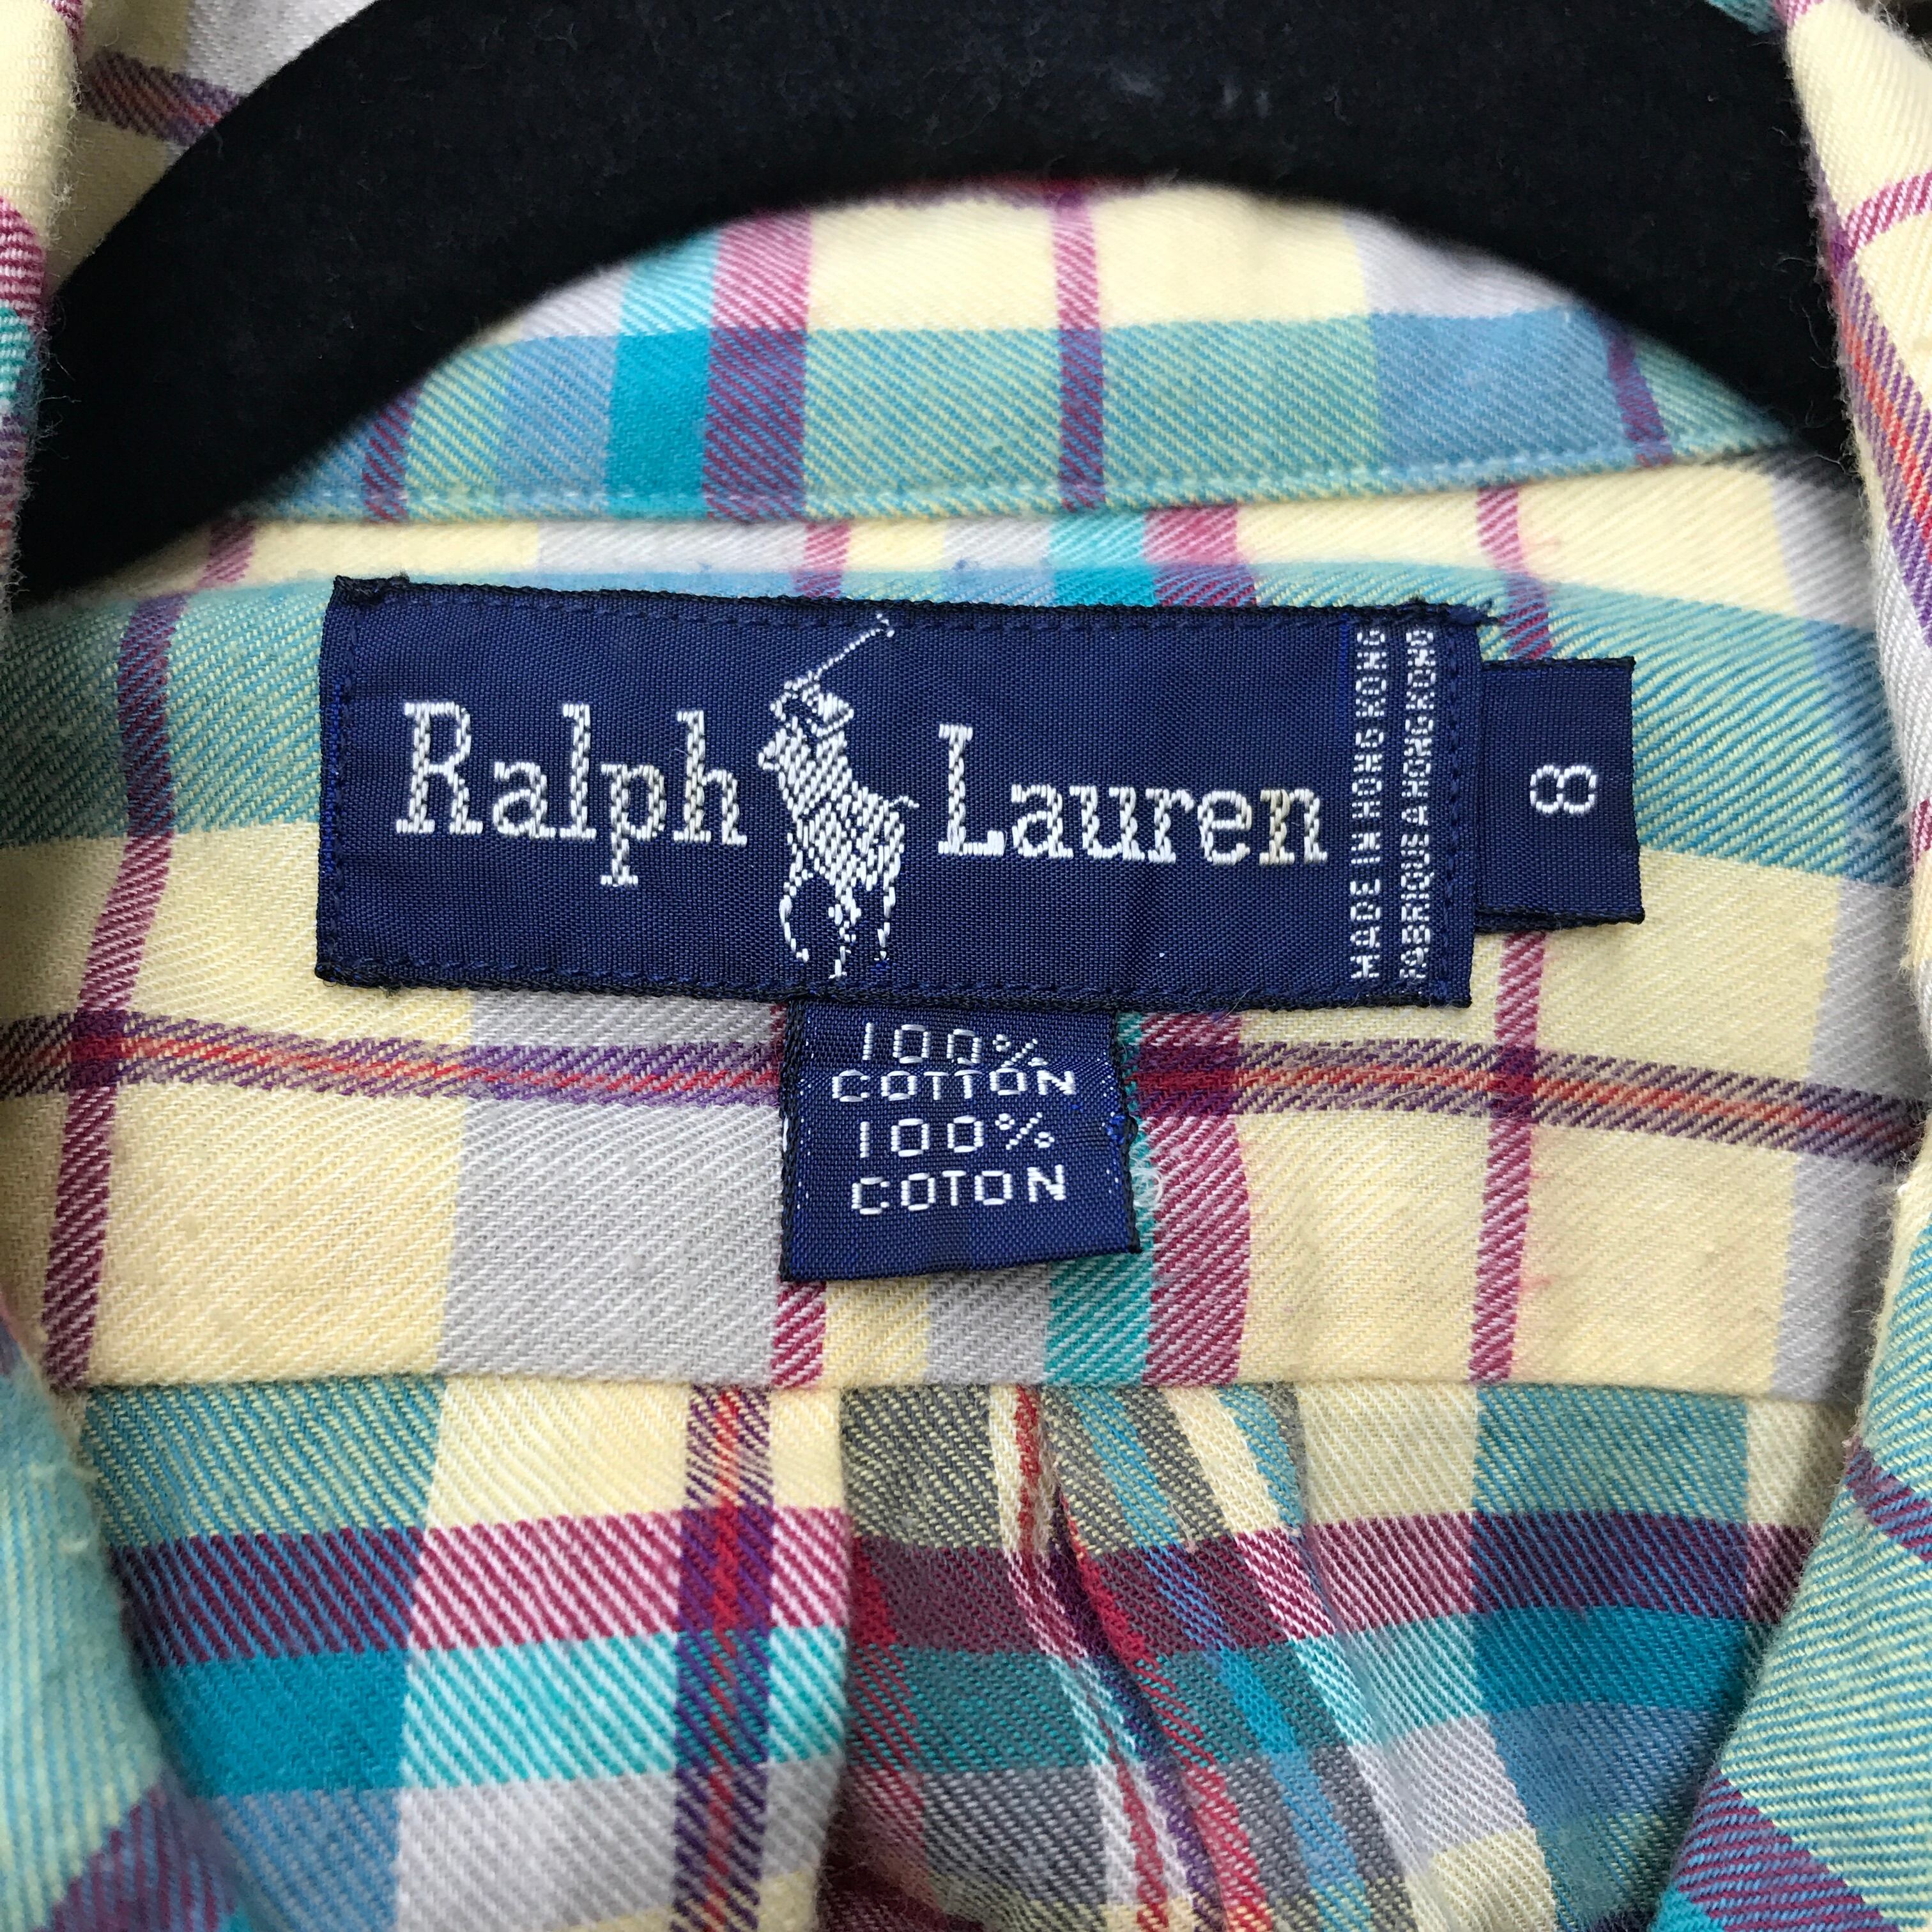 Ralph Lauren
MADE IN HONG KONG
FABRIQUE A HONG KONG
8
100%
COTTON
100%
COTON